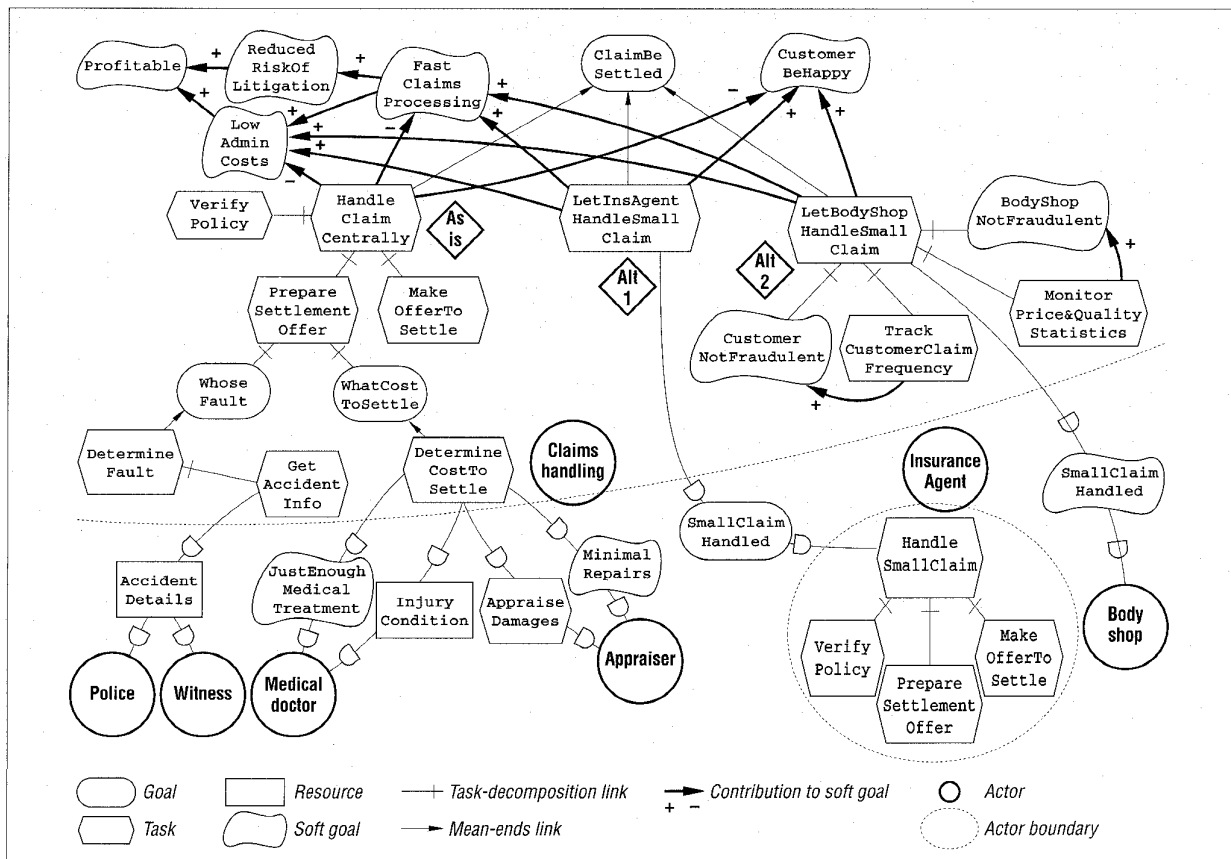 Profitable
Reduced
RiskOf
Litigation
Fast
Claims
Processing
ClaimBe
Settled
Customer
BeHappy
Low
Admin
Costs
+
+
+
+
+
+
+
-
-
-
+
+
+
Verify
Policy
Handle
Claim
Centrally
As
is
LetInsAgent
HandleSmall
Claim
Alt
1
LetBodyShop
HandleSmall
Claim
Alt
2
BodyShop
NotFraudulent
+
Monitor
Price&Quality
Statistics
Prepare
Settlement
Offer
Make
OfferTo
Settle
Customer
NotFraudulent
+
Track
CustomerClaim
Frequency
Whose
Fault
WhatCost
ToSettle
Determine
Fault
Get
Accident
Info
Determine
CostTo
Settle
Claims
handling
Insurance
Agent
SmallClaim
Handled
SmallClaim
Handled
Handle
SmallClaim
Accident
Details
JustEnough
Medical
Treatment
Injury
Condition
Appraise
Damages
Minimal
Repairs
Police
Witness
Medical
doctor
Appraiser
Verify
Policy
Prepare
Settlement
Offer
Make
OfferTo
Settle
Body
shop
Goal
Resource
Task-decomposition link
+ −
Contribution to soft goal
Actor
Task
Soft goal
Mean-ends link
Actor boundary